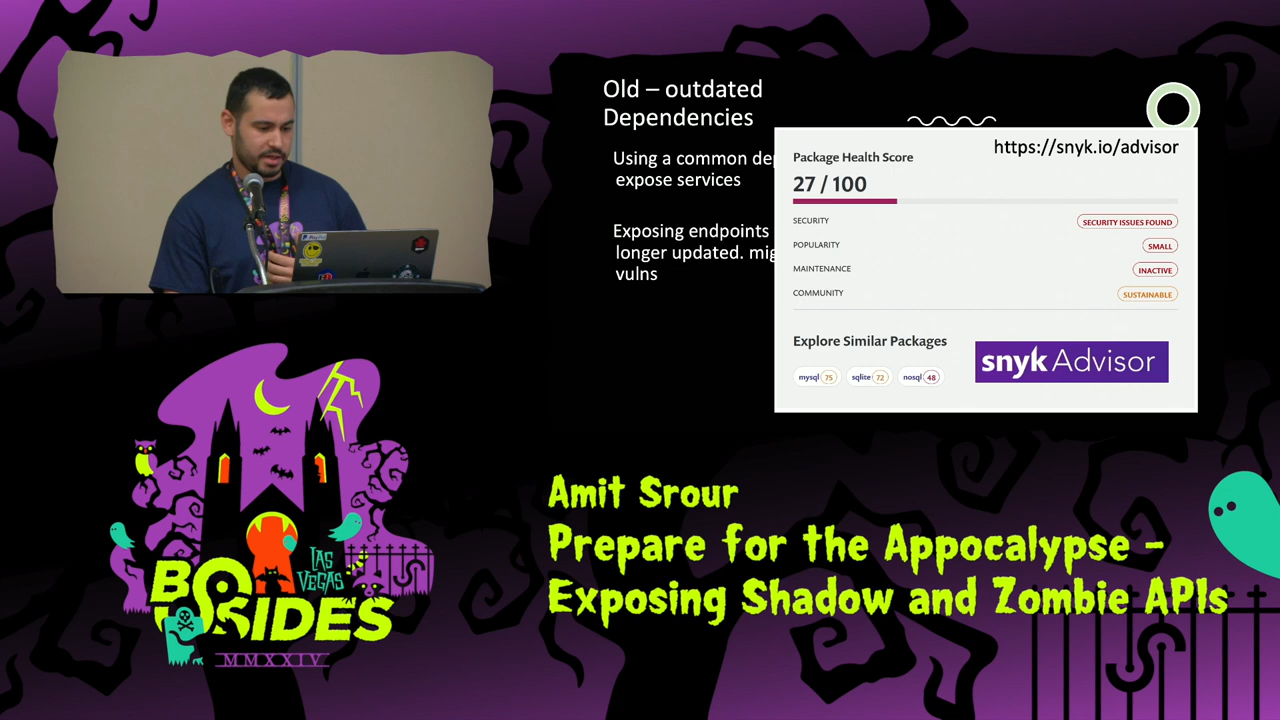 Old – outdated
Dependencies
Using a common de
expose services
Exposing endpoints
longer updated. mig
vulns
https://snyk.io/advisor
Package Health Score
27 / 100
SECURITY
SECURITY ISSUES FOUND
POPULARITY
SMALL
MAINTENANCE
INACTIVE
COMMUNITY
SUSTAINABLE
Explore Similar Packages
mysql 75
sqlite 72
nosql 48
snyk Advisor
LAS
VEGAS
BSIDES
MMXXIV
Amit Srour
Prepare for the Appocalypse -
Exposing Shadow and Zombie APIs